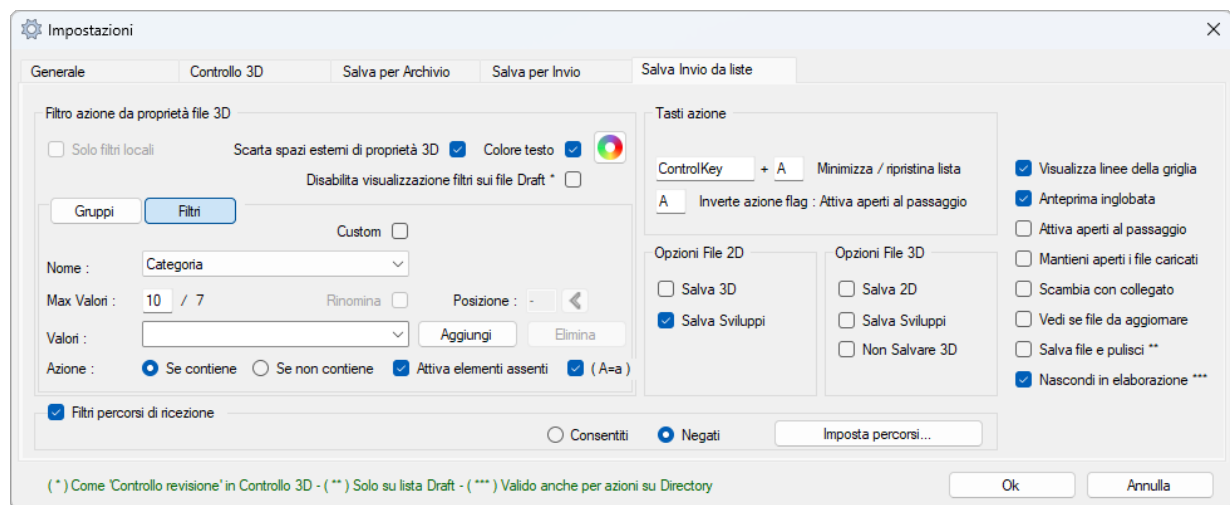 Impostazioni
Generale
Controllo 3D
Salva per Archivio
Salva per Invio
Salva Invio da liste
Filtro azione da proprietà file 3D
Solo filtri locali
Scarta spazi esterni di proprietà 3D
Colore testo
Disabilita visualizzazione filtri sui file Draft *
Gruppi
Filtri
Custom
Nome :
Categoria
Max Valori :
10 / 7
Rinomina
Posizione :
-
Valori :
Aggiungi
Elimina
Azione :
Se contiene
Se non contiene
Attiva elementi assenti
( A=a )
Filtri percorsi di ricezione
Consentiti
Negati
Imposta percorsi...
Tasti azione
ControlKey + A Minimizza / ripristina lista
A Inverte azione flag : Attiva aperti al passaggio
Opzioni File 2D
Salva 3D
Salva Sviluppi
Opzioni File 3D
Salva 2D
Salva Sviluppi
Non Salvare 3D
Visualizza linee della griglia
Anteprima inglobata
Attiva aperti al passaggio
Mantieni aperti i file caricati
Scambia con collegato
Vedi se file da aggiornare
Salva file e pulisci **
Nascondi in elaborazione ***
( * ) Come 'Controllo revisione' in Controllo 3D - ( ** ) Solo su lista Draft - ( *** ) Valido anche per azioni su Directory
Ok
Annulla